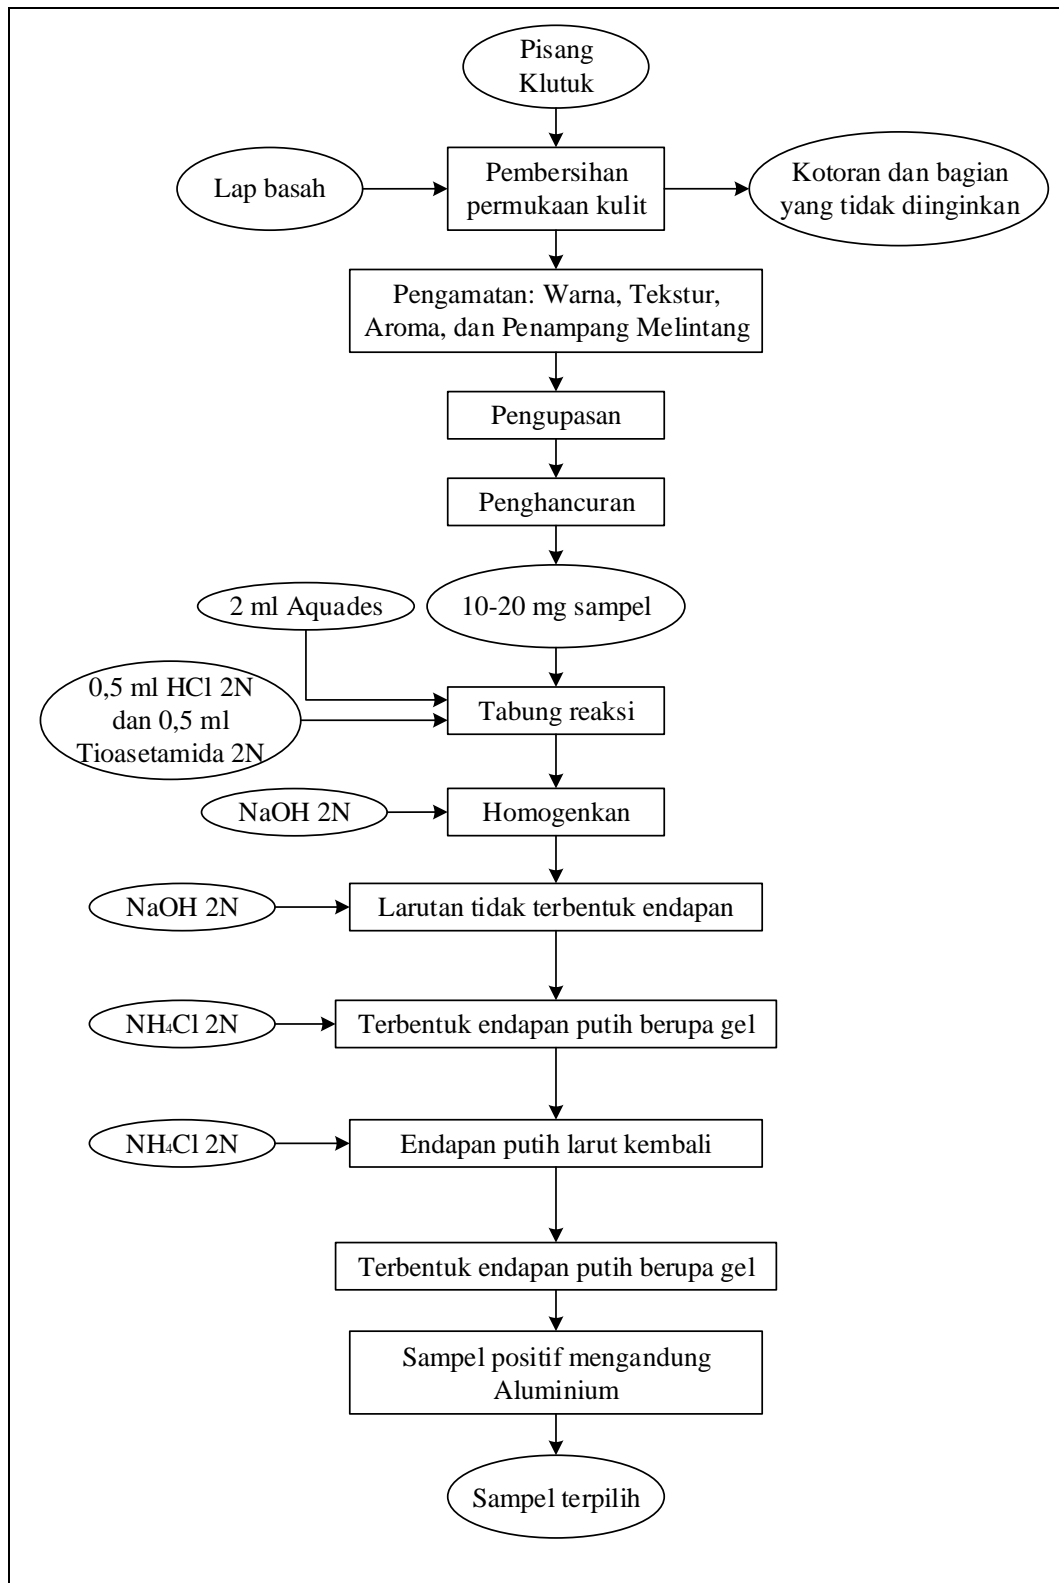 Pisang
Klutuk
Lap basah
Pembersihan
permukaan kulit
Kotoran dan bagian
yang tidak diinginkan
Pengamatan: Warna, Tekstur,
Aroma, dan Penampang Melintang
Pengupasan
Penghancuran
2 ml Aquades
10-20 mg sampel
0,5 ml HCl 2N
dan 0,5 ml
Tioasetamida 2N
Tabung reaksi
NaOH 2N
Homogenkan
NaOH 2N
Larutan tidak terbentuk endapan
NH₄Cl 2N
Terbentuk endapan putih berupa gel
NH₄Cl 2N
Endapan putih larut kembali
Terbentuk endapan putih berupa gel
Sampel positif mengandung
Aluminium
Sampel terpilih